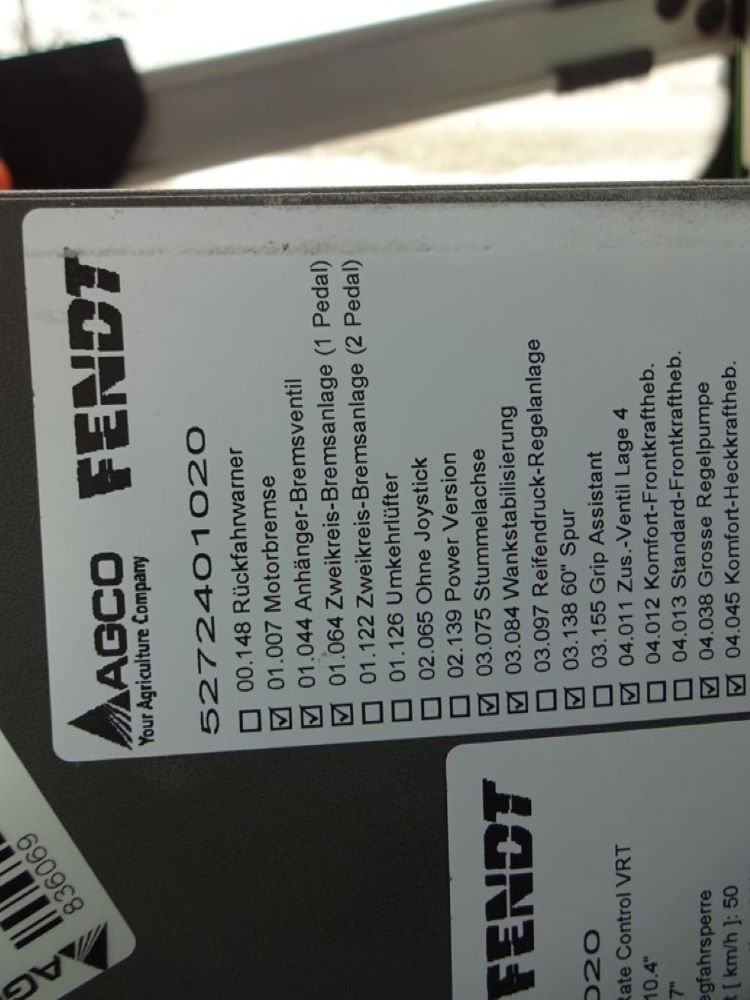 AGCO FENDT
Your Agriculture Company
5272401020
☐ 00.148 Rückfahrwarner
☑ 01.007 Motorbremse
☑ 01.044 Anhänger-Bremsventil
☑ 01.064 Zweikreis-Bremsanlage (1 Pedal)
☐ 01.122 Zweikreis-Bremsanlage (2 Pedal)
☐ 01.126 Umkehrlüfter
☐ 02.065 Ohne Joystick
☐ 02.139 Power Version
☑ 03.075 Stummelachse
☑ 03.084 Wankstabilisierung
☐ 03.097 Reifendruck-Regelanlage
☑ 03.138 60" Spur
☐ 03.155 Grip Assistant
☑ 04.011 Zus.-Ventil Lage 4
☐ 04.012 Komfort-Frontkraftheb.
☐ 04.013 Standard-Frontkraftheb.
☑ 04.038 Grosse Regelpumpe
☑ 04.045 Komfort-Heckkraftheb.
FENDT
020
ate Control VRT
10.4"
7"
gfahrsperre
[ km/h ]: 50
836069
AG